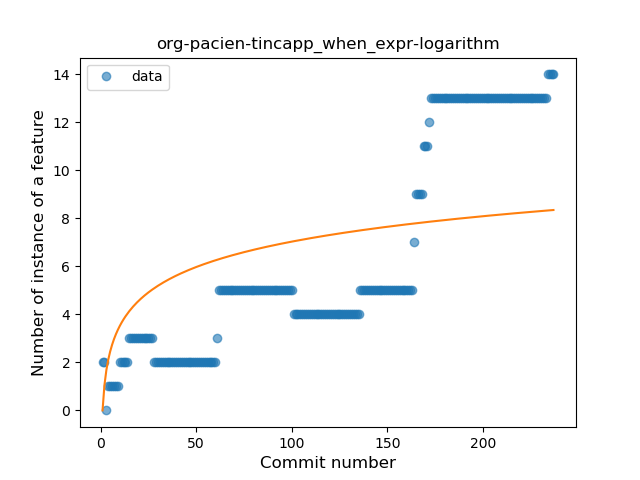 org-pacien-tincapp_when_expr-logarithm
data
Number of instance of a feature
14
12
10
8
6
4
2
0
0 50 100 150 200
Commit number